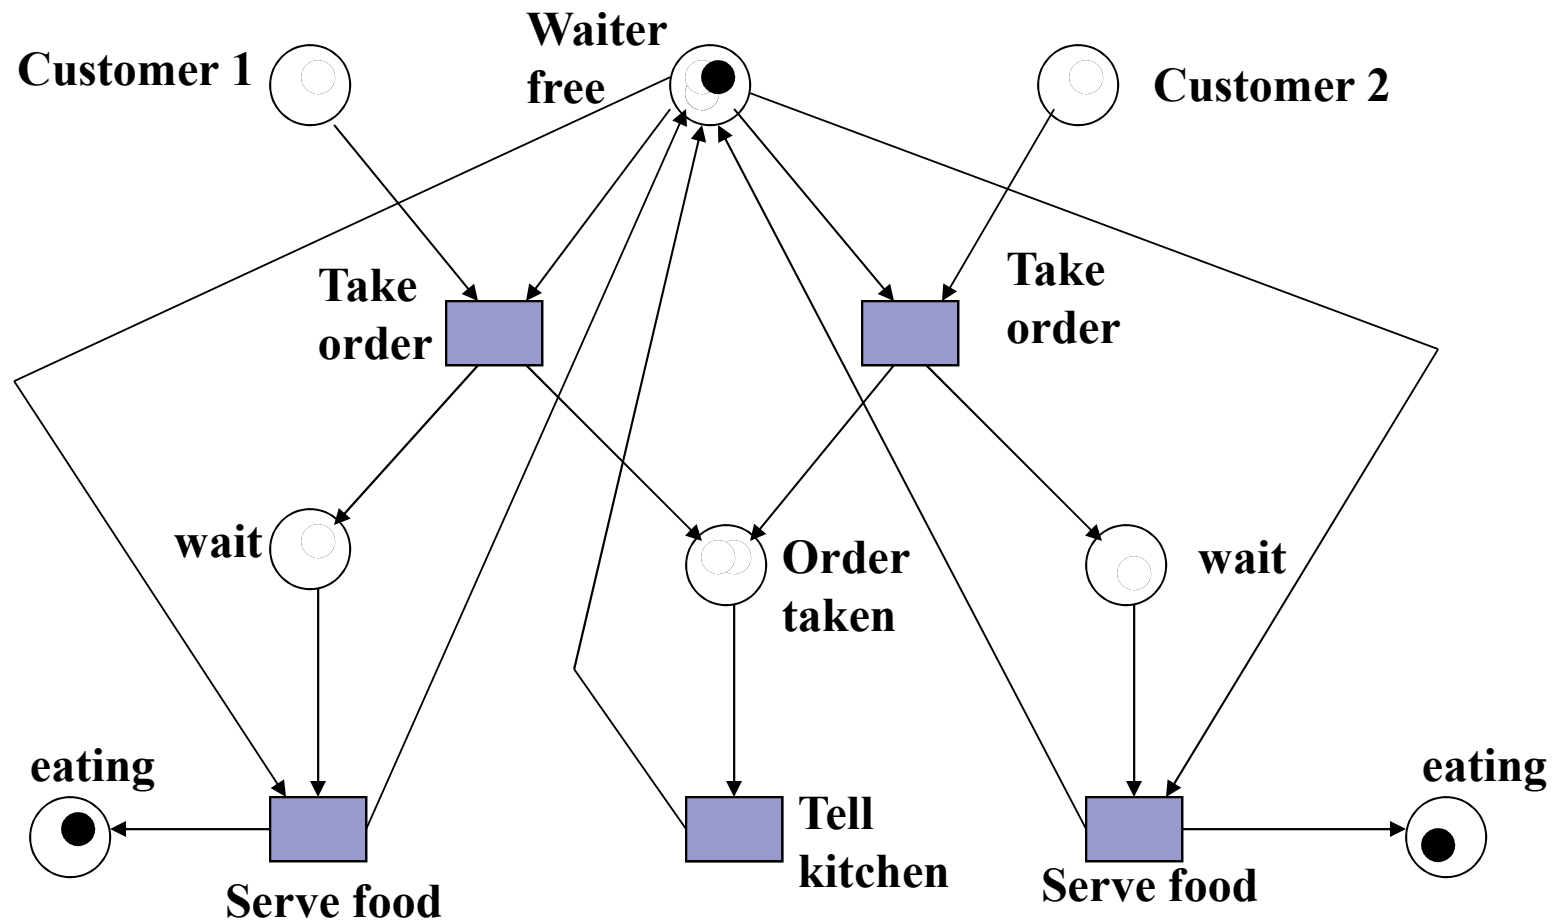 Customer 1
Waiter
free
Customer 2
Take
order
Take
order
wait
Order
taken
wait
eating
Serve food
Tell
kitchen
Serve food
eating